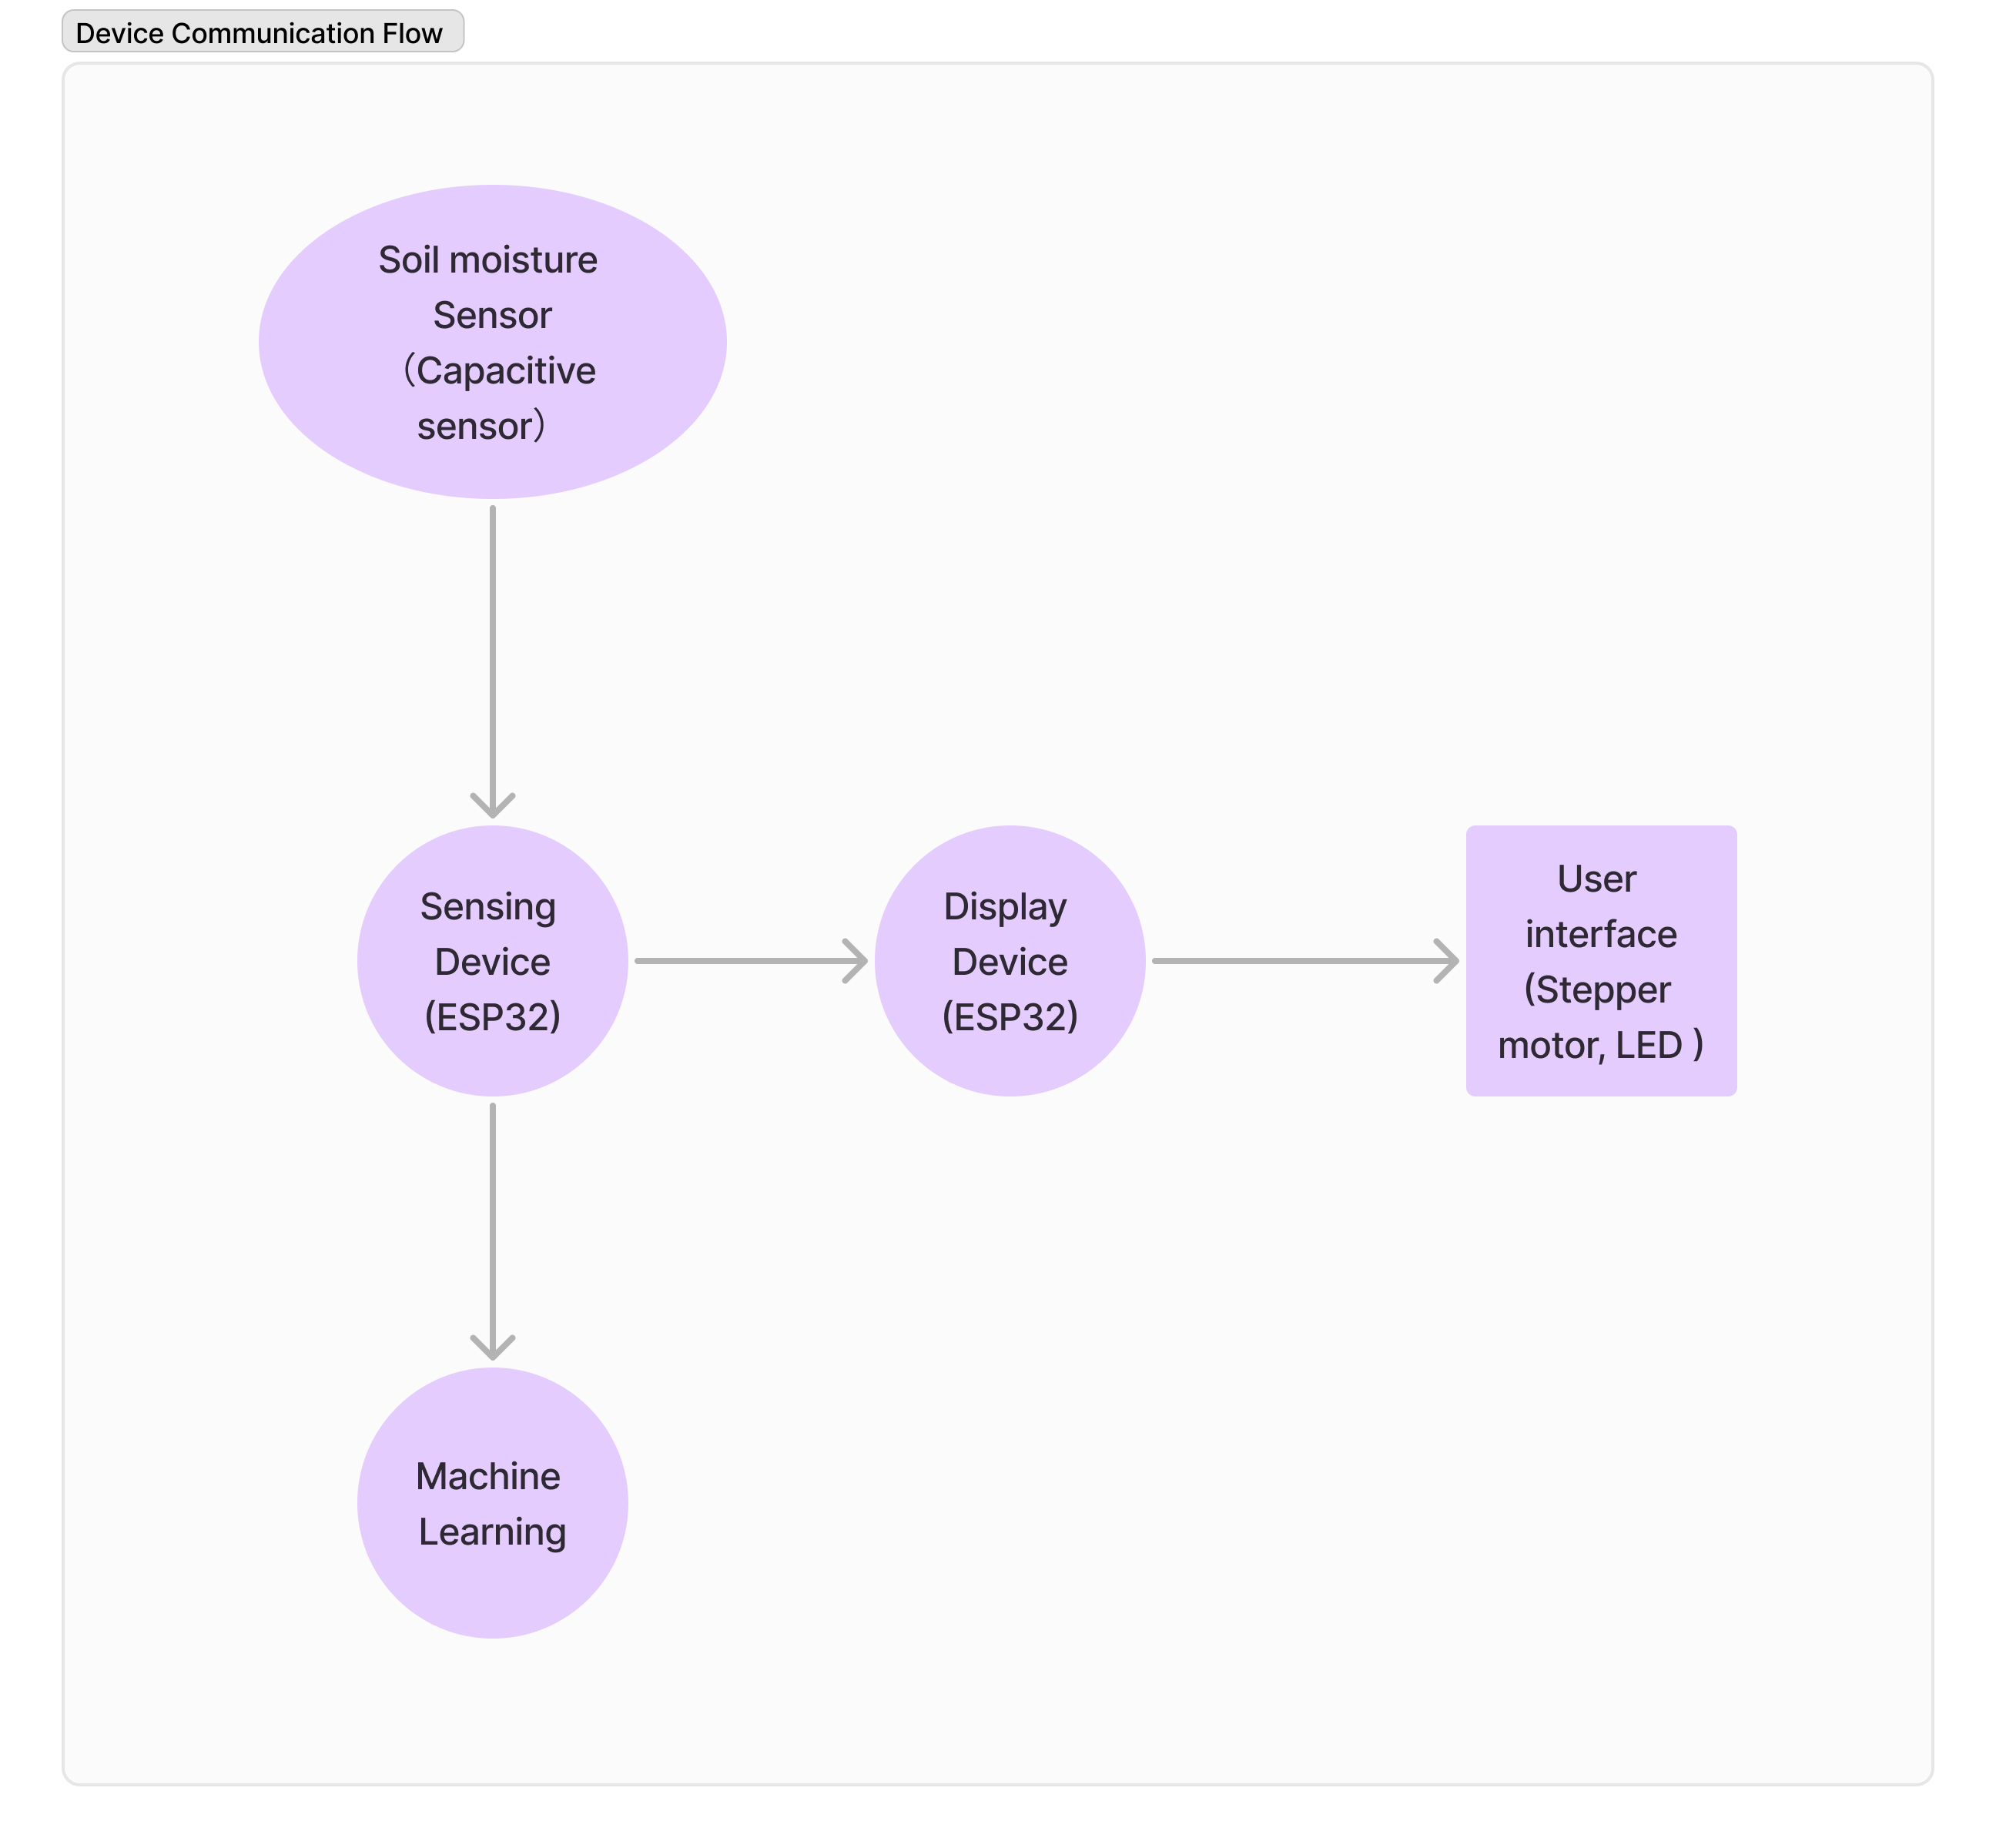 Device Communication Flow
Soil moisture
Sensor
（Capacitive
sensor）
Sensing
Device
(ESP32)
Display
Device
(ESP32)
User
interface
(Stepper
motor, LED )
Machine
Learning